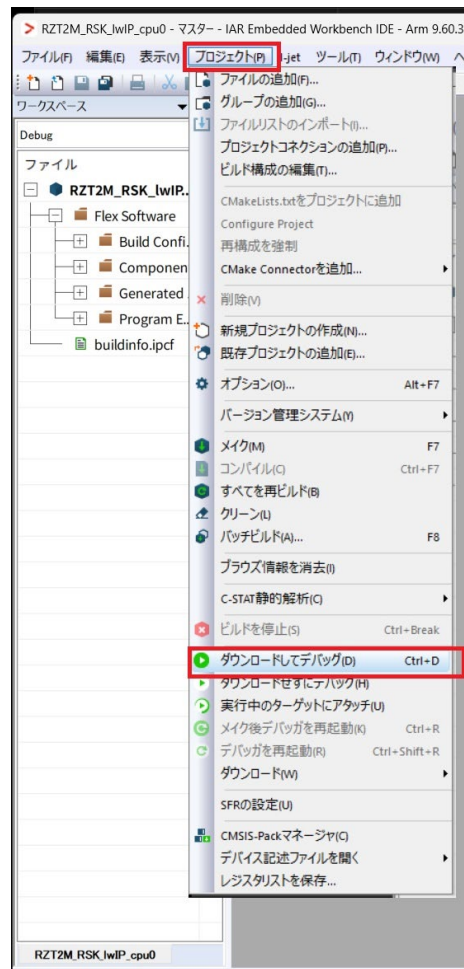 RZT2M_RSK_lwIP_cpu0 - マスター - IAR Embedded Workbench IDE - Arm 9.60.3
ファイル(F) 編集(E) 表示(V) プロジェクト(P) I-jet ツール(T) ウィンドウ(W)
ワークスペース
Debug
ファイル
RZT2M_RSK_lwIP..
Flex Software
Build Confi.
Componen
Generated
Program E..
buildinfo.ipcf
ファイルの追加(F)...
グループの追加(G)...
ファイルリストのインポート(I)...
プロジェクトコネクションの追加(P)...
ビルド構成の編集(T)...
CMakeLists.txtをプロジェクトに追加
Configure Project
再構成を強制
CMake Connectorを追加...
削除(V)
新規プロジェクトの作成(N)...
既存プロジェクトの追加(E)...
オプション(O)... Alt+F7
バージョン管理システム(Y)
メイク(M) F7
コンパイル(C) Ctrl+F7
すべてを再ビルド(B)
クリーン(L)
バッチビルド(A)... F8
ブラウズ情報を消去(I)
C-STAT静的解析(C)
ビルドを停止(S) Ctrl+Break
ダウンロードしてデバッグ(D) Ctrl+D
ダウンロードせずにデバッグ(H)
実行中のターゲットにアタッチ(U)
メイク後デバッガを再起動(K) Ctrl+R
デバッガを再起動(R) Ctrl+Shift+R
ダウンロード(W)
SFRの設定(U)
CMSIS-Packマネージャ(C)
デバイス記述ファイルを開く
レジスタリストを保存...
RZT2M_RSK_lwIP_cpu0